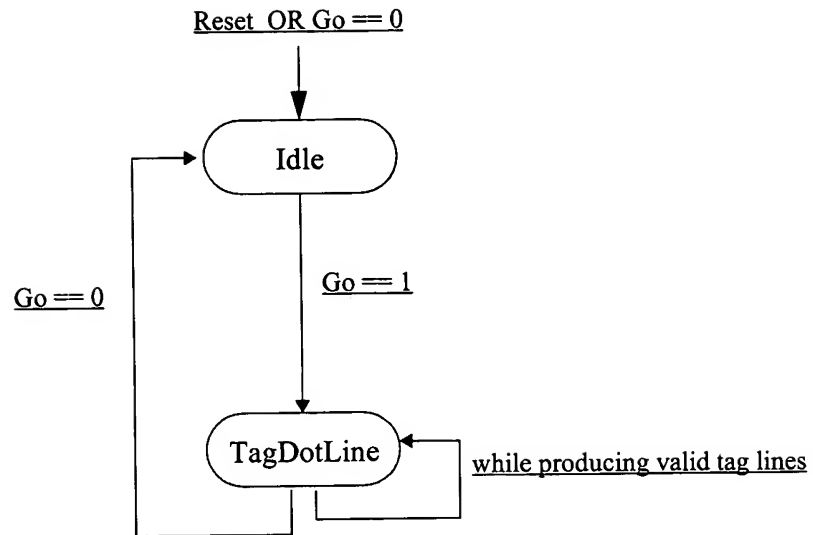 Reset OR Go == 0
Idle
Go == 0
Go == 1
TagDotLine
while producing valid tag lines